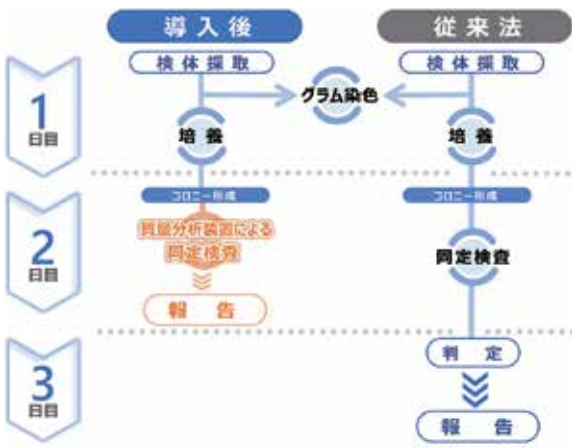 導入後
従来法
検体採取
検体採取
グラム染色
1
日目
培養
培養
コロニー形成
コロニー形成
2
日目
質量分析装置による
同定検査
同定検査
報告
3
日目
判定
報告